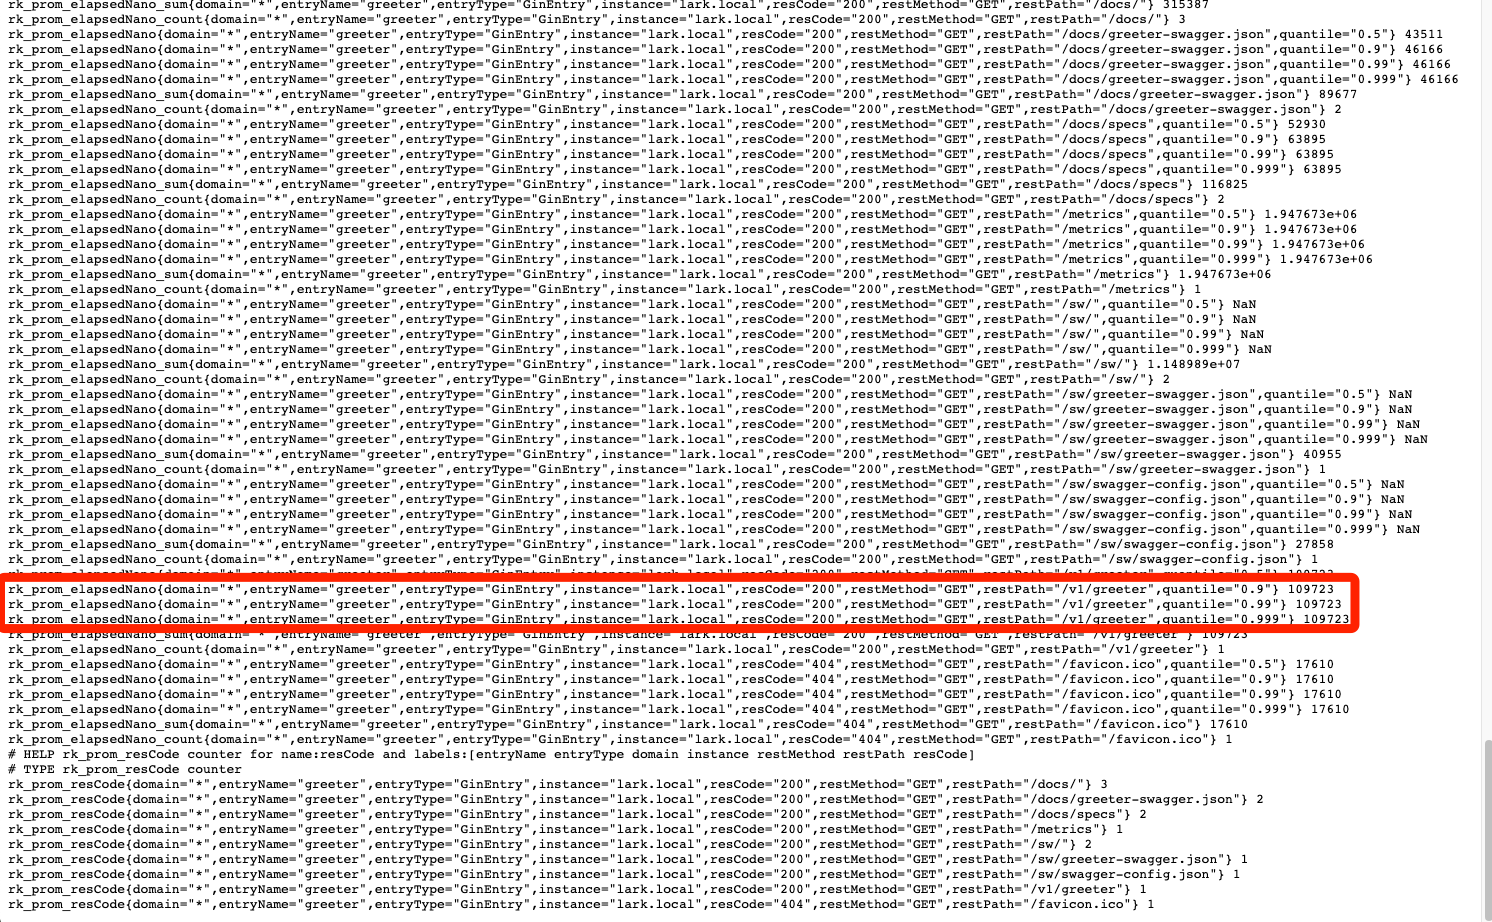 rk_prom_elapsedNano_sum{domain="*",entryName="greeter",entryType="GinEntry",instance="lark.local",resCode="200",restMethod="GET",restPath="/docs/"} 315387
rk_prom_elapsedNano_count{domain="*",entryName="greeter",entryType="GinEntry",instance="lark.local",resCode="200",restMethod="GET",restPath="/docs/"} 3
rk_prom_elapsedNano{domain="*",entryName="greeter",entryType="GinEntry",instance="lark.local",resCode="200",restMethod="GET",restPath="/docs/greeter-swagger.json",quantile="0.5"} 43511
rk_prom_elapsedNano{domain="*",entryName="greeter",entryType="GinEntry",instance="lark.local",resCode="200",restMethod="GET",restPath="/docs/greeter-swagger.json",quantile="0.9"} 46166
rk_prom_elapsedNano{domain="*",entryName="greeter",entryType="GinEntry",instance="lark.local",resCode="200",restMethod="GET",restPath="/docs/greeter-swagger.json",quantile="0.99"} 46166
rk_prom_elapsedNano{domain="*",entryName="greeter",entryType="GinEntry",instance="lark.local",resCode="200",restMethod="GET",restPath="/docs/greeter-swagger.json",quantile="0.999"} 46166
rk_prom_elapsedNano_sum{domain="*",entryName="greeter",entryType="GinEntry",instance="lark.local",resCode="200",restMethod="GET",restPath="/docs/greeter-swagger.json"} 89677
rk_prom_elapsedNano_count{domain="*",entryName="greeter",entryType="GinEntry",instance="lark.local",resCode="200",restMethod="GET",restPath="/docs/greeter-swagger.json"} 2
rk_prom_elapsedNano{domain="*",entryName="greeter",entryType="GinEntry",instance="lark.local",resCode="200",restMethod="GET",restPath="/docs/specs",quantile="0.5"} 52930
rk_prom_elapsedNano{domain="*",entryName="greeter",entryType="GinEntry",instance="lark.local",resCode="200",restMethod="GET",restPath="/docs/specs",quantile="0.9"} 63895
rk_prom_elapsedNano{domain="*",entryName="greeter",entryType="GinEntry",instance="lark.local",resCode="200",restMethod="GET",restPath="/docs/specs",quantile="0.99"} 63895
rk_prom_elapsedNano{domain="*",entryName="greeter",entryType="GinEntry",instance="lark.local",resCode="200",restMethod="GET",restPath="/docs/specs",quantile="0.999"} 63895
rk_prom_elapsedNano_sum{domain="*",entryName="greeter",entryType="GinEntry",instance="lark.local",resCode="200",restMethod="GET",restPath="/docs/specs"} 116825
rk_prom_elapsedNano_count{domain="*",entryName="greeter",entryType="GinEntry",instance="lark.local",resCode="200",restMethod="GET",restPath="/docs/specs"} 2
rk_prom_elapsedNano{domain="*",entryName="greeter",entryType="GinEntry",instance="lark.local",resCode="200",restMethod="GET",restPath="/metrics",quantile="0.5"} 1.947673e+06
rk_prom_elapsedNano{domain="*",entryName="greeter",entryType="GinEntry",instance="lark.local",resCode="200",restMethod="GET",restPath="/metrics",quantile="0.9"} 1.947673e+06
rk_prom_elapsedNano{domain="*",entryName="greeter",entryType="GinEntry",instance="lark.local",resCode="200",restMethod="GET",restPath="/metrics",quantile="0.99"} 1.947673e+06
rk_prom_elapsedNano{domain="*",entryName="greeter",entryType="GinEntry",instance="lark.local",resCode="200",restMethod="GET",restPath="/metrics",quantile="0.999"} 1.947673e+06
rk_prom_elapsedNano_sum{domain="*",entryName="greeter",entryType="GinEntry",instance="lark.local",resCode="200",restMethod="GET",restPath="/metrics"} 1.947673e+06
rk_prom_elapsedNano_count{domain="*",entryName="greeter",entryType="GinEntry",instance="lark.local",resCode="200",restMethod="GET",restPath="/metrics"} 1
rk_prom_elapsedNano{domain="*",entryName="greeter",entryType="GinEntry",instance="lark.local",resCode="200",restMethod="GET",restPath="/sw/",quantile="0.5"} NaN
rk_prom_elapsedNano{domain="*",entryName="greeter",entryType="GinEntry",instance="lark.local",resCode="200",restMethod="GET",restPath="/sw/",quantile="0.9"} NaN
rk_prom_elapsedNano{domain="*",entryName="greeter",entryType="GinEntry",instance="lark.local",resCode="200",restMethod="GET",restPath="/sw/",quantile="0.99"} NaN
rk_prom_elapsedNano{domain="*",entryName="greeter",entryType="GinEntry",instance="lark.local",resCode="200",restMethod="GET",restPath="/sw/",quantile="0.999"} NaN
rk_prom_elapsedNano_sum{domain="*",entryName="greeter",entryType="GinEntry",instance="lark.local",resCode="200",restMethod="GET",restPath="/sw/"} 1.148989e+07
rk_prom_elapsedNano_count{domain="*",entryName="greeter",entryType="GinEntry",instance="lark.local",resCode="200",restMethod="GET",restPath="/sw/"} 2
rk_prom_elapsedNano{domain="*",entryName="greeter",entryType="GinEntry",instance="lark.local",resCode="200",restMethod="GET",restPath="/sw/greeter-swagger.json",quantile="0.5"} NaN
rk_prom_elapsedNano{domain="*",entryName="greeter",entryType="GinEntry",instance="lark.local",resCode="200",restMethod="GET",restPath="/sw/greeter-swagger.json",quantile="0.9"} NaN
rk_prom_elapsedNano{domain="*",entryName="greeter",entryType="GinEntry",instance="lark.local",resCode="200",restMethod="GET",restPath="/sw/greeter-swagger.json",quantile="0.99"} NaN
rk_prom_elapsedNano{domain="*",entryName="greeter",entryType="GinEntry",instance="lark.local",resCode="200",restMethod="GET",restPath="/sw/greeter-swagger.json",quantile="0.999"} NaN
rk_prom_elapsedNano_sum{domain="*",entryName="greeter",entryType="GinEntry",instance="lark.local",resCode="200",restMethod="GET",restPath="/sw/greeter-swagger.json"} 40955
rk_prom_elapsedNano_count{domain="*",entryName="greeter",entryType="GinEntry",instance="lark.local",resCode="200",restMethod="GET",restPath="/sw/greeter-swagger.json"} 1
rk_prom_elapsedNano{domain="*",entryName="greeter",entryType="GinEntry",instance="lark.local",resCode="200",restMethod="GET",restPath="/sw/swagger-config.json",quantile="0.5"} NaN
rk_prom_elapsedNano{domain="*",entryName="greeter",entryType="GinEntry",instance="lark.local",resCode="200",restMethod="GET",restPath="/sw/swagger-config.json",quantile="0.9"} NaN
rk_prom_elapsedNano{domain="*",entryName="greeter",entryType="GinEntry",instance="lark.local",resCode="200",restMethod="GET",restPath="/sw/swagger-config.json",quantile="0.99"} NaN
rk_prom_elapsedNano{domain="*",entryName="greeter",entryType="GinEntry",instance="lark.local",resCode="200",restMethod="GET",restPath="/sw/swagger-config.json",quantile="0.999"} NaN
rk_prom_elapsedNano_sum{domain="*",entryName="greeter",entryType="GinEntry",instance="lark.local",resCode="200",restMethod="GET",restPath="/sw/swagger-config.json"} 27858
rk_prom_elapsedNano_count{domain="*",entryName="greeter",entryType="GinEntry",instance="lark.local",resCode="200",restMethod="GET",restPath="/sw/swagger-config.json"} 1
rk_prom_elapsedNano{domain="*",entryName="greeter",entryType="GinEntry",instance="lark.local",resCode="200",restMethod="GET",restPath="/v1/greeter",quantile="0.9"} 109723
rk_prom_elapsedNano{domain="*",entryName="greeter",entryType="GinEntry",instance="lark.local",resCode="200",restMethod="GET",restPath="/v1/greeter",quantile="0.99"} 109723
rk_prom_elapsedNano{domain="*",entryName="greeter",entryType="GinEntry",instance="lark.local",resCode="200",restMethod="GET",restPath="/v1/greeter",quantile="0.999"} 109723
rk_prom_elapsedNano_sum{domain="*",entryName="greeter",entryType="GinEntry",instance="lark.local",resCode="200",restMethod="GET",restPath="/v1/greeter"} 109723
rk_prom_elapsedNano_count{domain="*",entryName="greeter",entryType="GinEntry",instance="lark.local",resCode="200",restMethod="GET",restPath="/v1/greeter"} 1
rk_prom_elapsedNano{domain="*",entryName="greeter",entryType="GinEntry",instance="lark.local",resCode="404",restMethod="GET",restPath="/favicon.ico",quantile="0.5"} 17610
rk_prom_elapsedNano{domain="*",entryName="greeter",entryType="GinEntry",instance="lark.local",resCode="404",restMethod="GET",restPath="/favicon.ico",quantile="0.9"} 17610
rk_prom_elapsedNano{domain="*",entryName="greeter",entryType="GinEntry",instance="lark.local",resCode="404",restMethod="GET",restPath="/favicon.ico",quantile="0.99"} 17610
rk_prom_elapsedNano{domain="*",entryName="greeter",entryType="GinEntry",instance="lark.local",resCode="404",restMethod="GET",restPath="/favicon.ico",quantile="0.999"} 17610
rk_prom_elapsedNano_sum{domain="*",entryName="greeter",entryType="GinEntry",instance="lark.local",resCode="404",restMethod="GET",restPath="/favicon.ico"} 17610
rk_prom_elapsedNano_count{domain="*",entryName="greeter",entryType="GinEntry",instance="lark.local",resCode="404",restMethod="GET",restPath="/favicon.ico"} 1
# HELP rk_prom_resCode counter for name:resCode and labels:[entryName entryType domain instance restMethod restPath resCode]
# TYPE rk_prom_resCode counter
rk_prom_resCode{domain="*",entryName="greeter",entryType="GinEntry",instance="lark.local",resCode="200",restMethod="GET",restPath="/docs/"} 3
rk_prom_resCode{domain="*",entryName="greeter",entryType="GinEntry",instance="lark.local",resCode="200",restMethod="GET",restPath="/docs/greeter-swagger.json"} 2
rk_prom_resCode{domain="*",entryName="greeter",entryType="GinEntry",instance="lark.local",resCode="200",restMethod="GET",restPath="/docs/specs"} 2
rk_prom_resCode{domain="*",entryName="greeter",entryType="GinEntry",instance="lark.local",resCode="200",restMethod="GET",restPath="/metrics"} 1
rk_prom_resCode{domain="*",entryName="greeter",entryType="GinEntry",instance="lark.local",resCode="200",restMethod="GET",restPath="/sw/"} 2
rk_prom_resCode{domain="*",entryName="greeter",entryType="GinEntry",instance="lark.local",resCode="200",restMethod="GET",restPath="/sw/greeter-swagger.json"} 1
rk_prom_resCode{domain="*",entryName="greeter",entryType="GinEntry",instance="lark.local",resCode="200",restMethod="GET",restPath="/sw/swagger-config.json"} 1
rk_prom_resCode{domain="*",entryName="greeter",entryType="GinEntry",instance="lark.local",resCode="200",restMethod="GET",restPath="/v1/greeter"} 1
rk_prom_resCode{domain="*",entryName="greeter",entryType="GinEntry",instance="lark.local",resCode="404",restMethod="GET",restPath="/favicon.ico"} 1